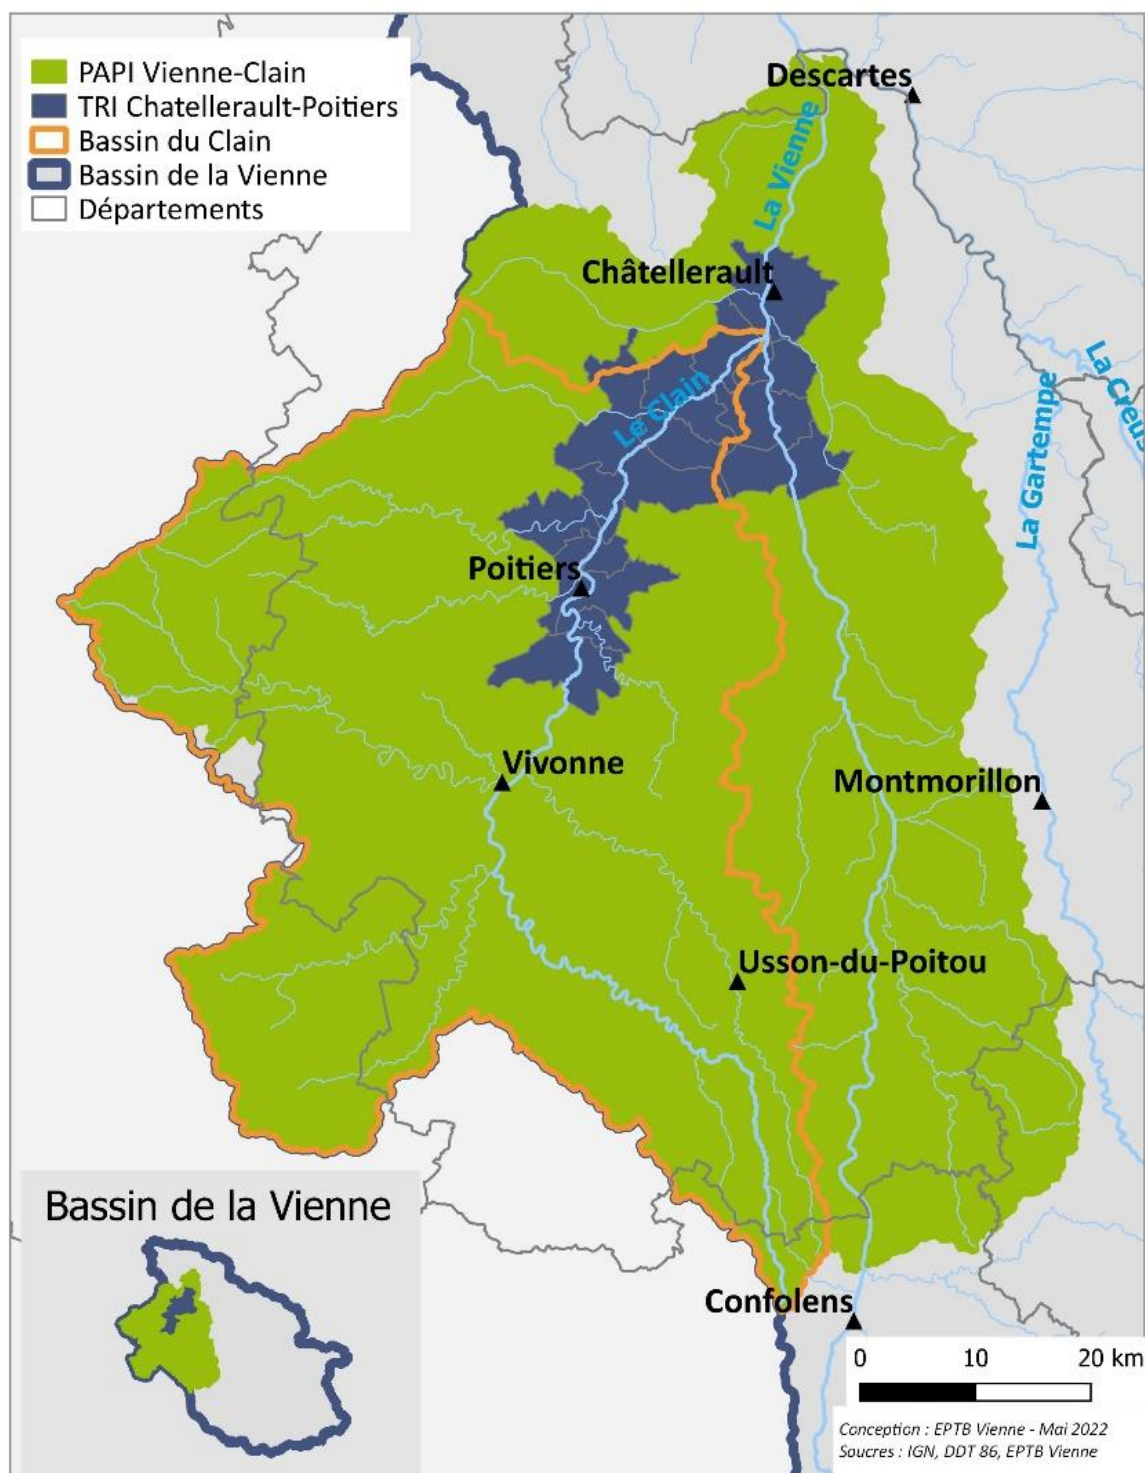 PAPI Vienne-Clain
TRI Chatellerault-Poitiers
Bassin du Clain
Bassin de la Vienne
Départements
Descartes
La Vienne
Châtellerault
La Creus
La Gartempe
Le Clain
Poitiers
Vivonne
Montmorillon
Usson-du-Poitou
Bassin de la Vienne
Confolens
0 10 20 km
Conception : EPTB Vienne - Mai 2022
Soucres : IGN, DDT 86, EPTB Vienne